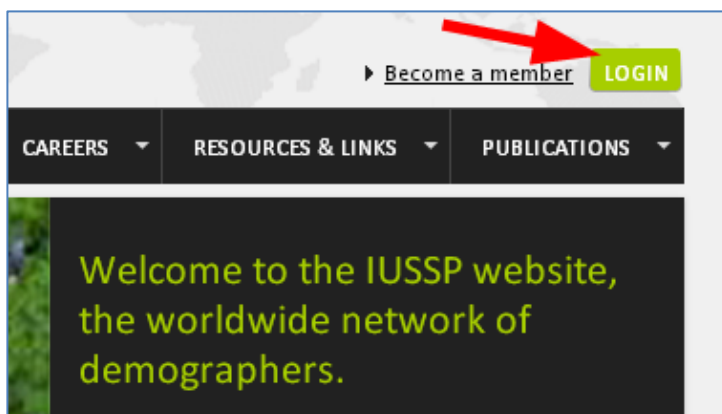 Become a member LOGIN
CAREERS RESOURCES & LINKS PUBLICATIONS
Welcome to the IUSSP website,
the worldwide network of
demographers.